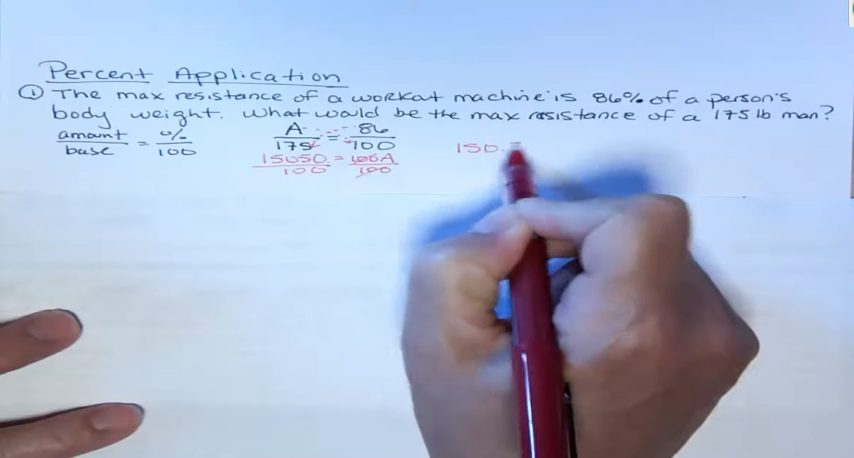 Percent Application
① The max resistance of a workout machine is 86% of a person's
body weight. What would be the max resistance of a 175 lb man?
amount/base = %/100 A/175 = 86/100
15050/100 = 100A/100 150.5